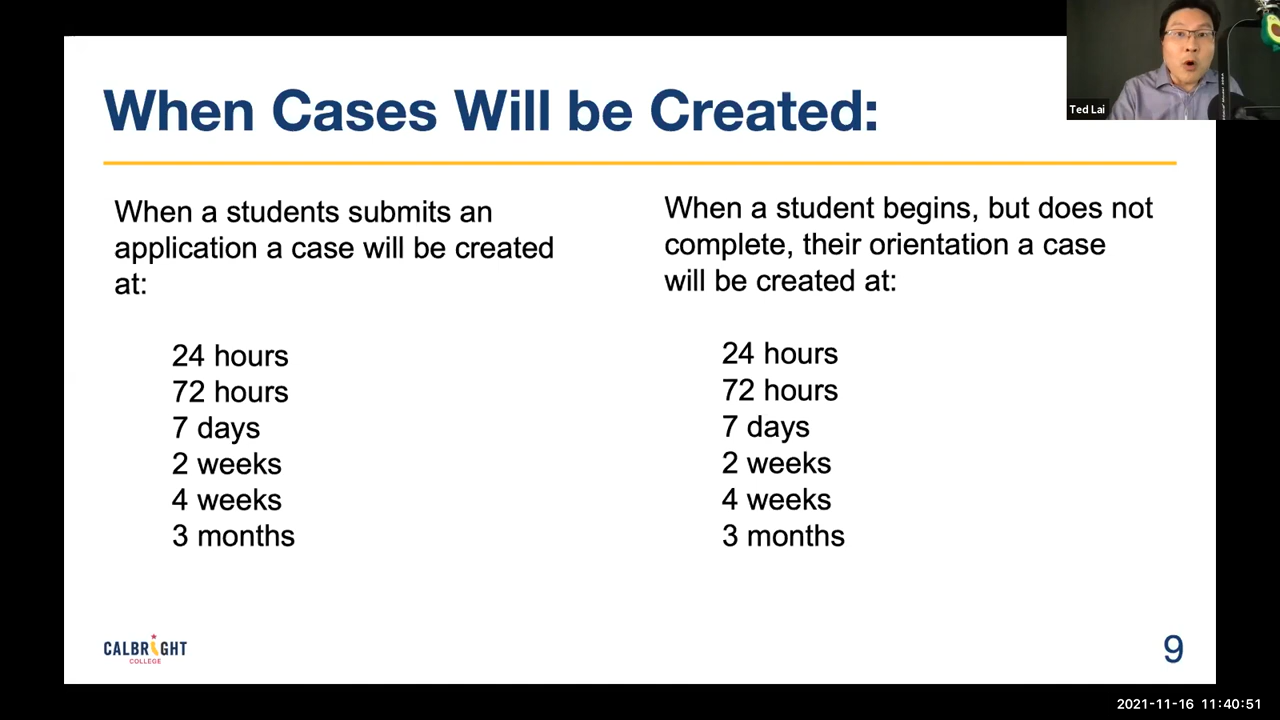 When Cases Will be Created:
Ted Lai
When a students submits an
application a case will be created
at:
24 hours
72 hours
7 days
2 weeks
4 weeks
3 months
When a student begins, but does not
complete, their orientation a case
will be created at:
24 hours
72 hours
7 days
2 weeks
4 weeks
3 months
CALBRIGHT
COLLEGE
9
2021-11-16 11:40:51